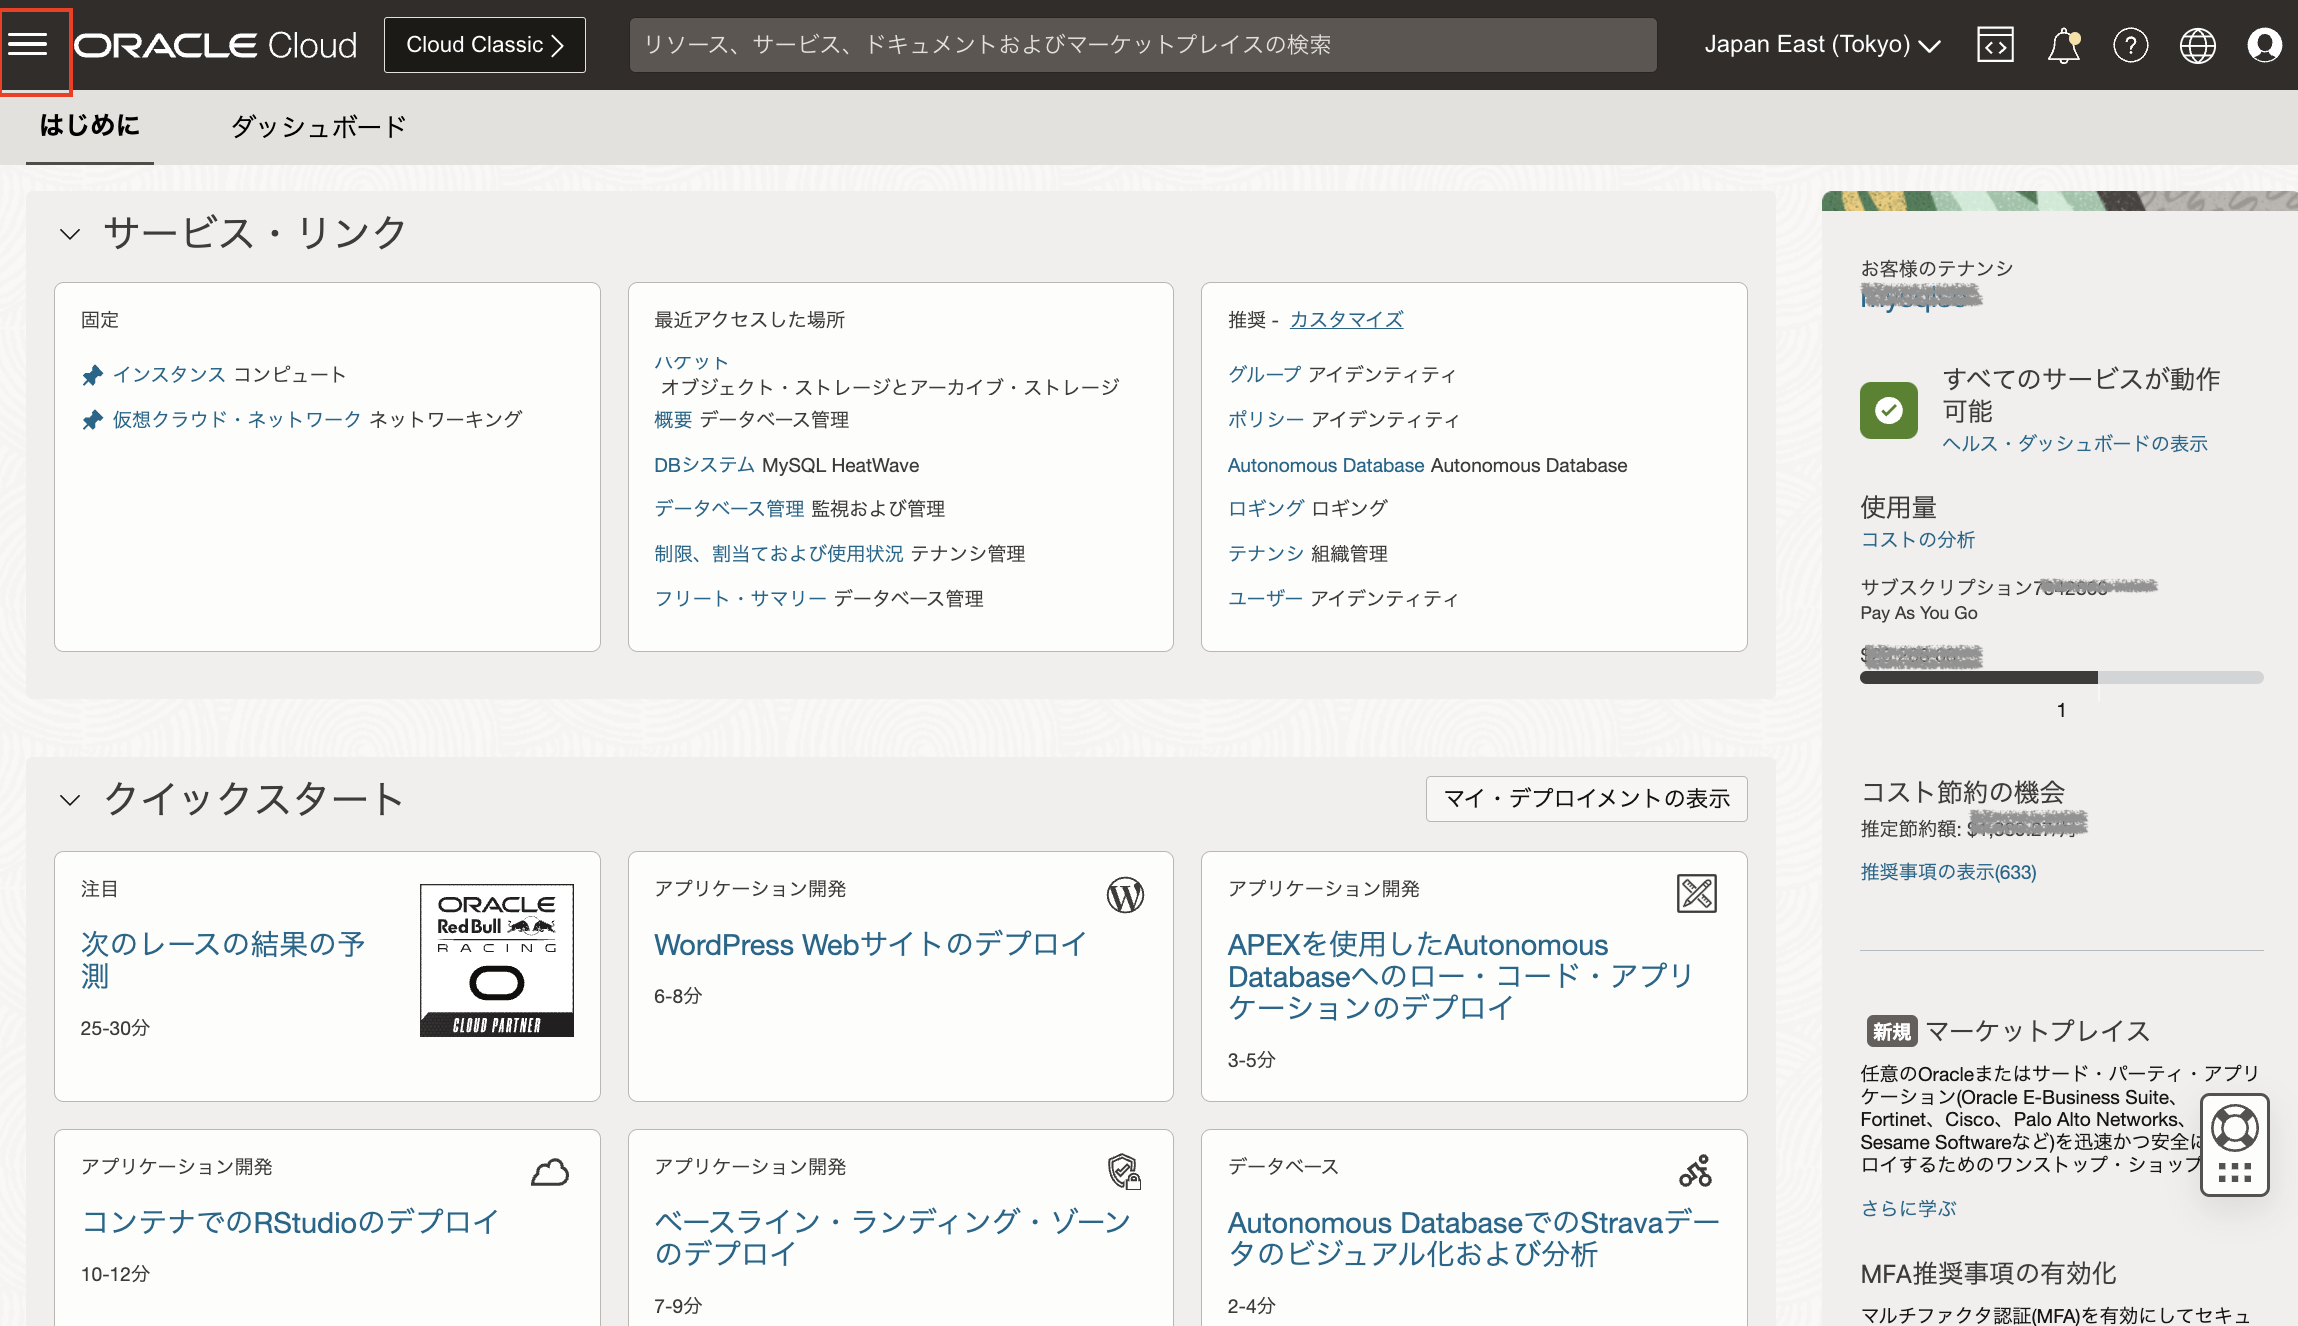 ORACLE Cloud
Cloud Classic
リソース、サービス、ドキュメントおよびマーケットプレイスの検索
Japan East (Tokyo)
はじめに
ダッシュボード
サービス・リンク
固定
インスタンス コンピュート
仮想クラウド・ネットワーク ネットワーキング
最近アクセスした場所
バケット
オブジェクト・ストレージとアーカイブ・ストレージ
概要 データベース管理
DBシステム MySQL HeatWave
データベース管理 監視および管理
制限、割当ておよび使用状況 テナンシ管理
フリート・サマリー データベース管理
推奨 - カスタマイズ
グループ アイデンティティ
ポリシー アイデンティティ
Autonomous Database Autonomous Database
ロギング ロギング
テナンシ 組織管理
ユーザー アイデンティティ
お客様のテナンシ
すべてのサービスが動作
可能
ヘルス・ダッシュボードの表示
使用量
コストの分析
サブスクリプション
Pay As You Go
1
コスト節約の機会
推定節約額:
推奨事項の表示(633)
クイックスタート
マイ・デプロイメントの表示
注目
次のレースの結果の予
測
25-30分
ORACLE
Red Bull
RACING
CLOUD PARTNER
アプリケーション開発
WordPress Webサイトのデプロイ
6-8分
アプリケーション開発
APEXを使用したAutonomous
Databaseへのロー・コード・アプリ
ケーションのデプロイ
3-5分
アプリケーション開発
コンテナでのRStudioのデプロイ
10-12分
アプリケーション開発
ベースライン・ランディング・ゾーン
のデプロイ
7-9分
データベース
Autonomous DatabaseでのStravaデー
タのビジュアル化および分析
2-4分
新規 マーケットプレイス
任意のOracleまたはサード・パーティ・アプリ
ケーション(Oracle E-Business Suite、
Fortinet、Cisco、Palo Alto Networks、
Sesame Softwareなど)を迅速かつ安全に
ロイするためのワンストップ・ショップ
さらに学ぶ
MFA推奨事項の有効化
マルチファクタ認証(MFA)を有効にしてセキュ